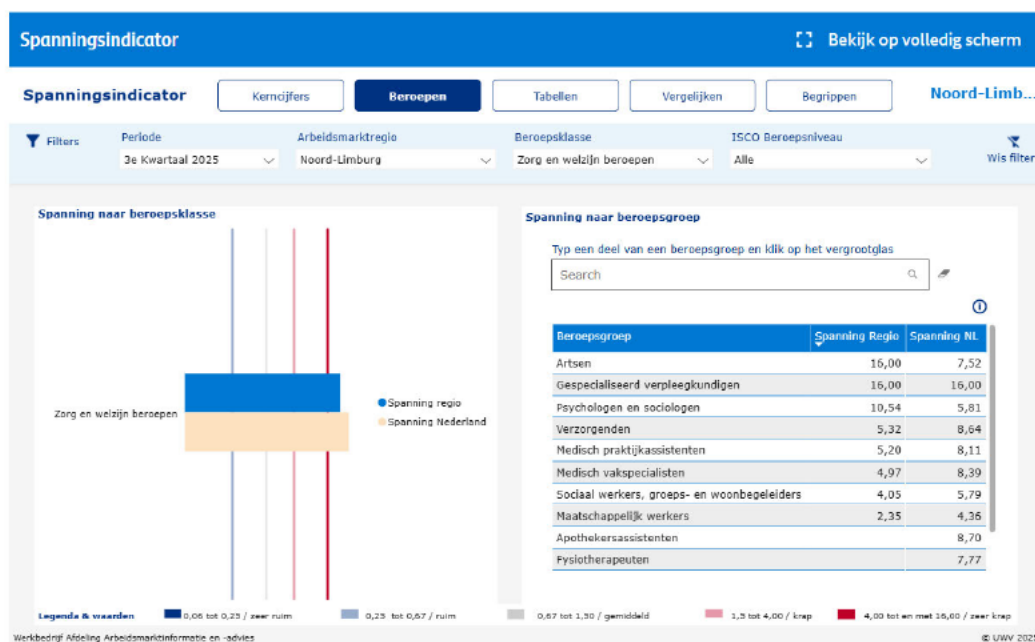 Spanningsindicator
Bekijk op volledig scherm
Spanningsindicator
Kerncijfers
Beroepen
Tabellen
Vergelijken
Begrippen
Noord-Limb...
Filters
Periode
Arbeidsmarktregio
Beroepsklasse
ISCO Beroepsniveau
3e Kwartaal 2025
Noord-Limburg
Zorg en welzijn beroepen
Alle
Wis filter
Spanning naar beroepsklasse
Zorg en welzijn beroepen
Spanning regio
Spanning Nederland
Spanning naar beroepsgroep
Typ een deel van een beroepsgroep en klik op het vergrootglas
Search
Beroepsgroep Spanning Regio Spanning NL
Artsen 16,00 7,52
Gespecialiseerd verpleegkundigen 16,00 16,00
Psychologen en sociologen 10,54 5,81
Verzorgenden 5,32 8,64
Medisch praktijkassistenten 5,20 8,11
Medisch vakspecialisten 4,97 8,39
Sociaal werkers, groeps- en woonbegeleiders 4,05 5,79
Maatschappelijk werkers 2,35 4,36
Apothekersassistenten 8,70
Fysiotherapeuten 7,77
Legenda & waarden 0,06 tot 0,25 / zeer ruim 0,25 tot 0,67 / ruim 0,67 tot 1,50 / gemiddeld 1,5 tot 4,00 / krap 4,00 tot en met 16,00 / zeer krap
Werkbedrijf Afdeling Arbeidsmarktinformatie en -advies
© UWV